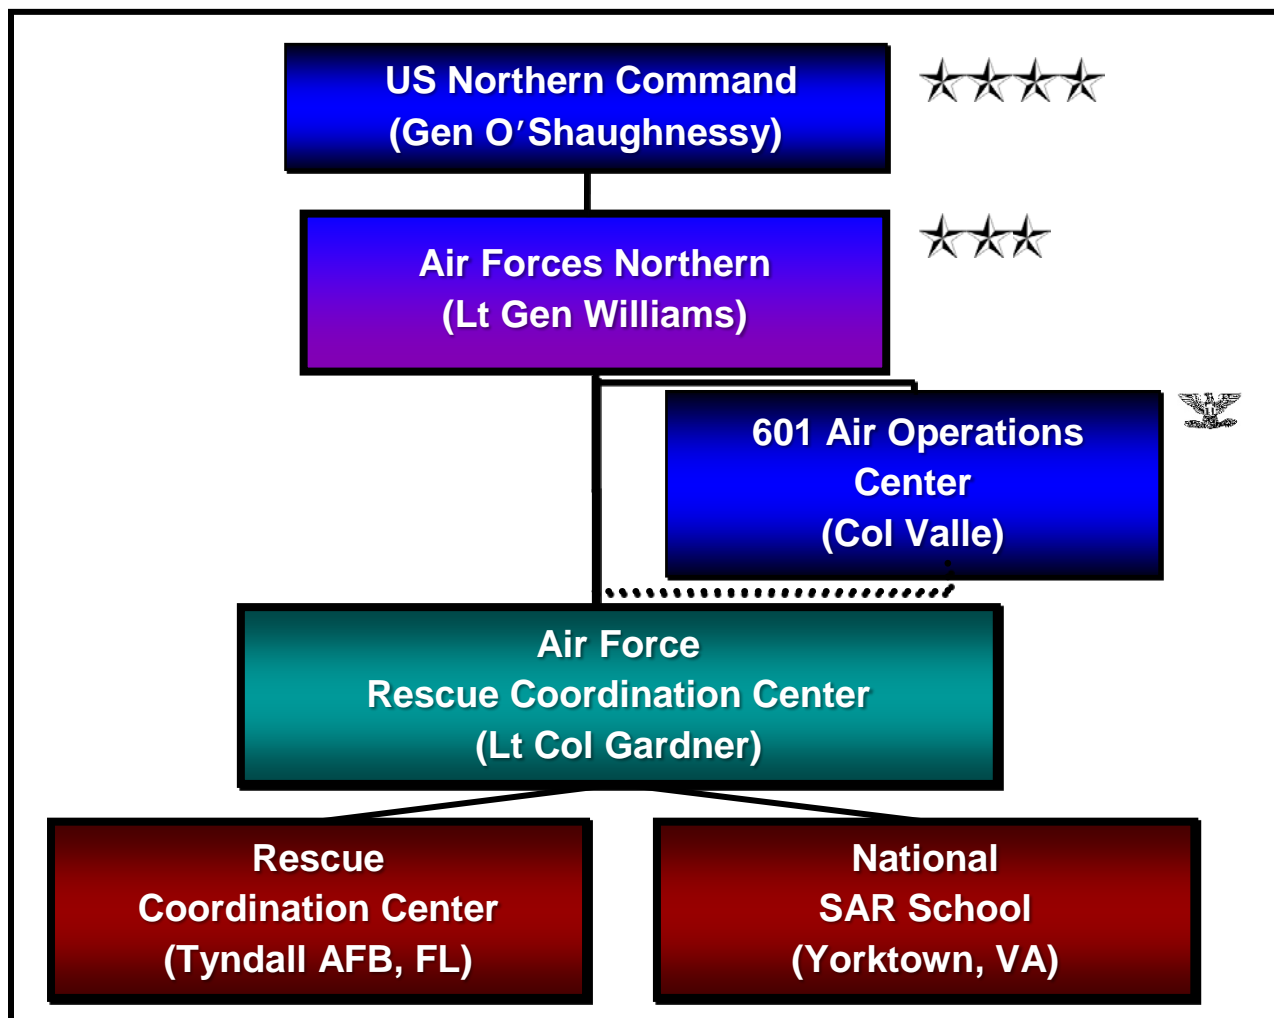 US Northern Command
(Gen O′Shaughnessy)
Air Forces Northern
(Lt Gen Williams)
601 Air Operations
Center
(Col Valle)
Air Force
Rescue Coordination Center
(Lt Col Gardner)
Rescue
Coordination Center
(Tyndall AFB, FL)
National
SAR School
(Yorktown, VA)